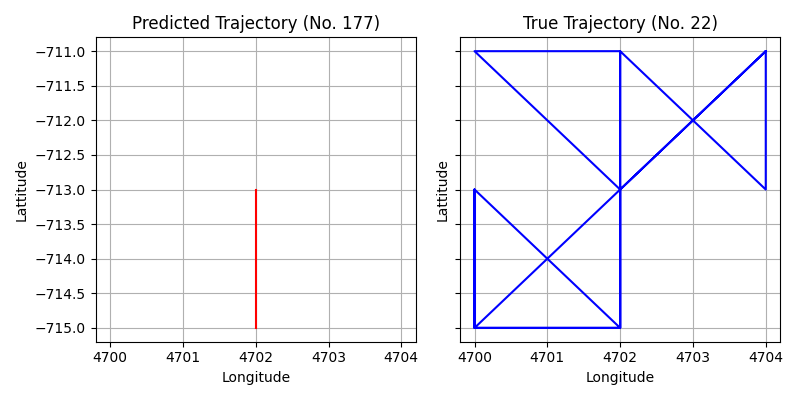 Predicted Trajectory (No. 177)
−711.0
−711.5
−712.0
−712.5
−713.0
−713.5
−714.0
−714.5
−715.0
Lattitude
4700 4701 4702 4703 4704
Longitude
True Trajectory (No. 22)
Lattitude
4700 4701 4702 4703 4704
Longitude